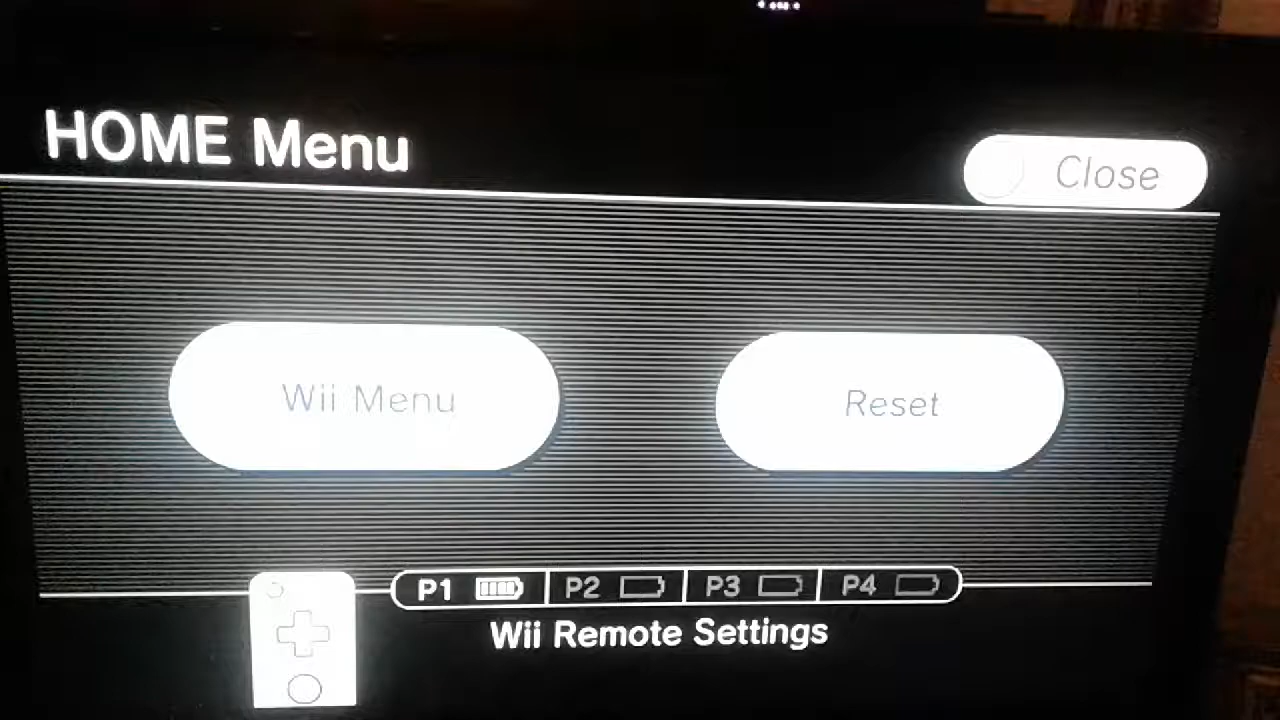 HOME Menu
Close
Wii Menu
Reset
P1 P2 P3 P4
Wii Remote Settings